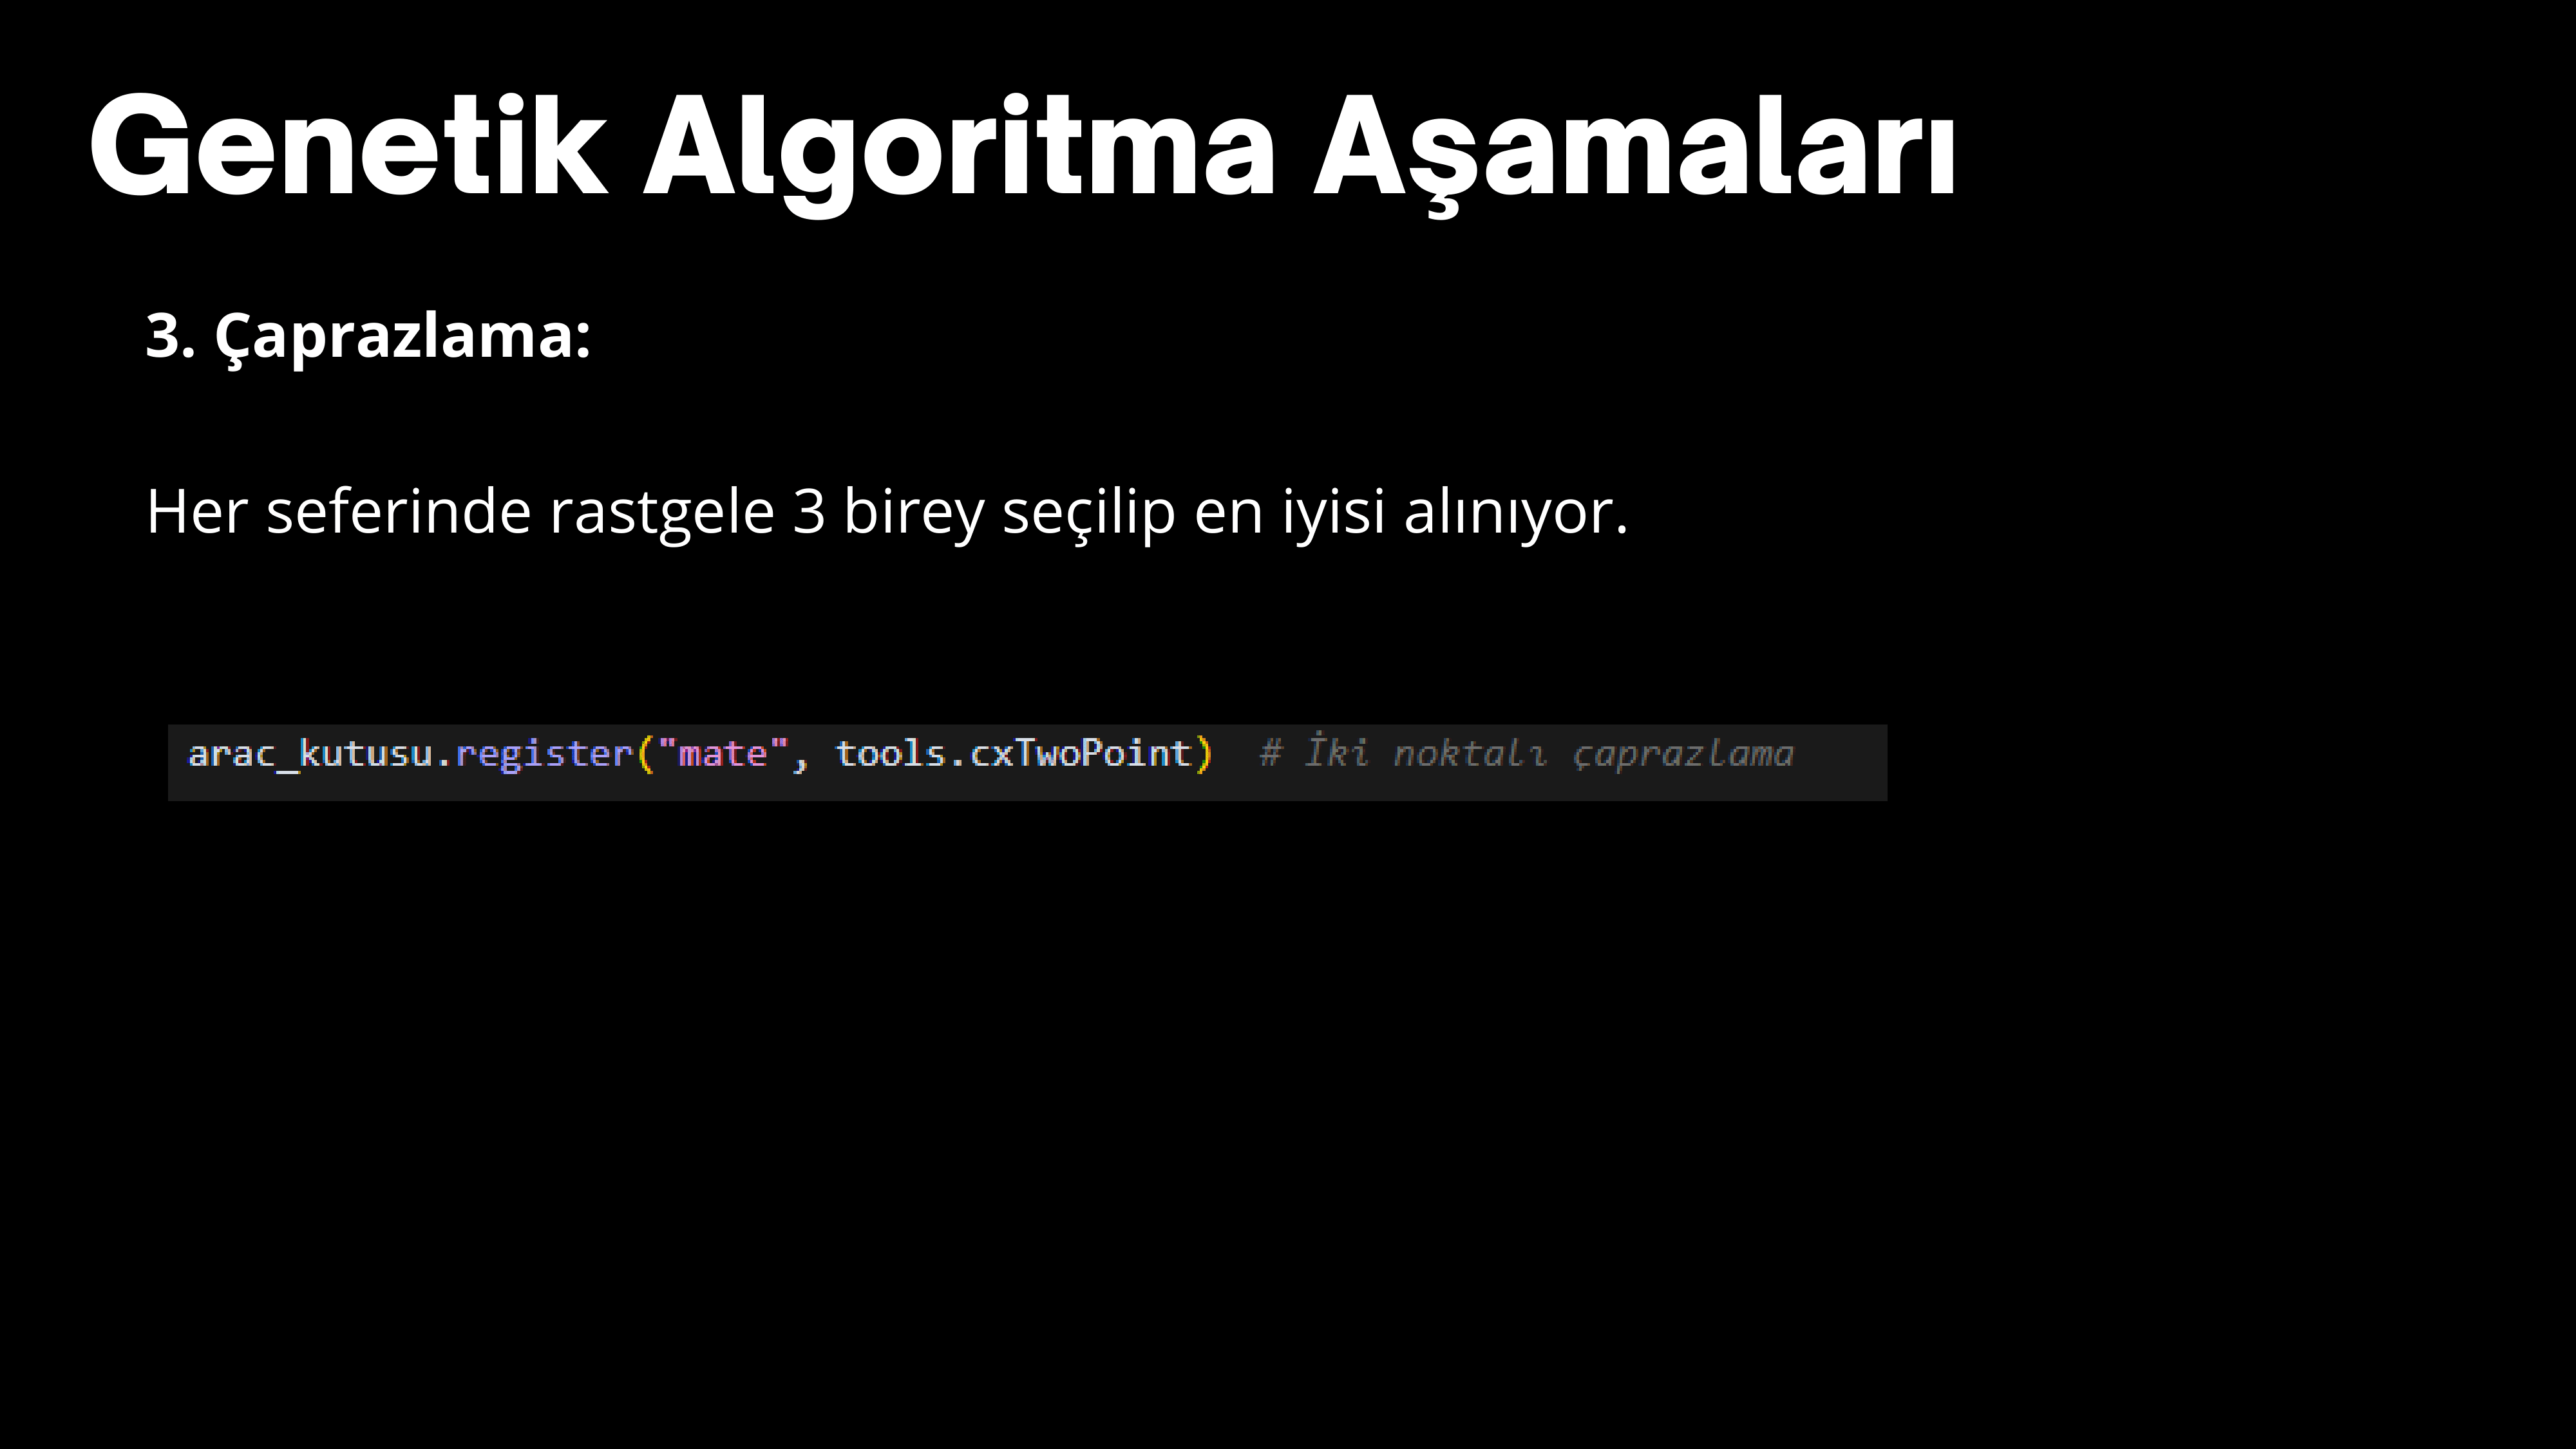 Genetik Algoritma Aşamaları
3. Çaprazlama:
Her seferinde rastgele 3 birey seçilip en iyisi alınıyor.
arac_kutusu.register("mate", tools.cxTwoPoint)  # İki noktalı çaprazlama